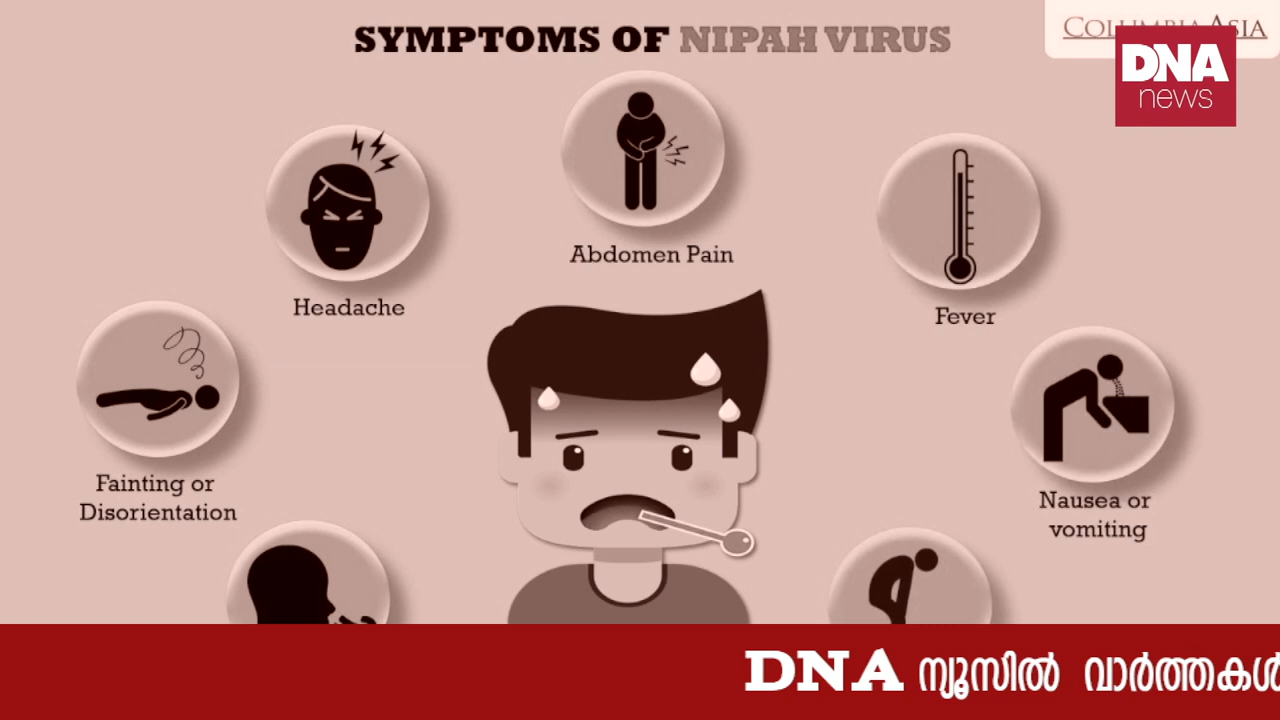 SYMPTOMS OF NIPAH VIRUS
DNA
news
Abdomen Pain
Headache
Fever
Fainting or
Disorientation
Nausea or
vomiting
DNA ന്യൂസിൽ വാർത്തകൾ